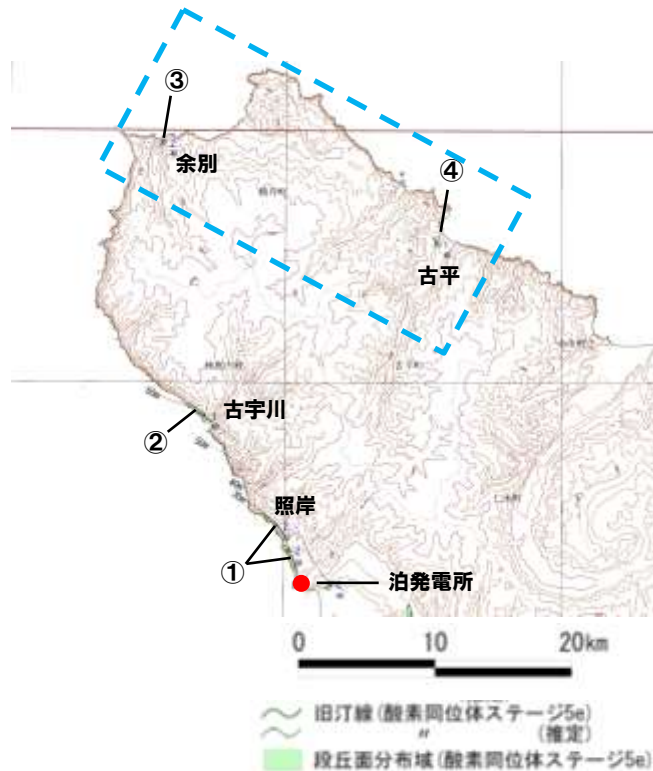 ③
余別
④
古平
古宇川
②
照岸
①
泊発電所
0 10 20km
旧汀線(酸素同位体ステージ5e)
〃 (推定)
段丘面分布域(酸素同位体ステージ5e)